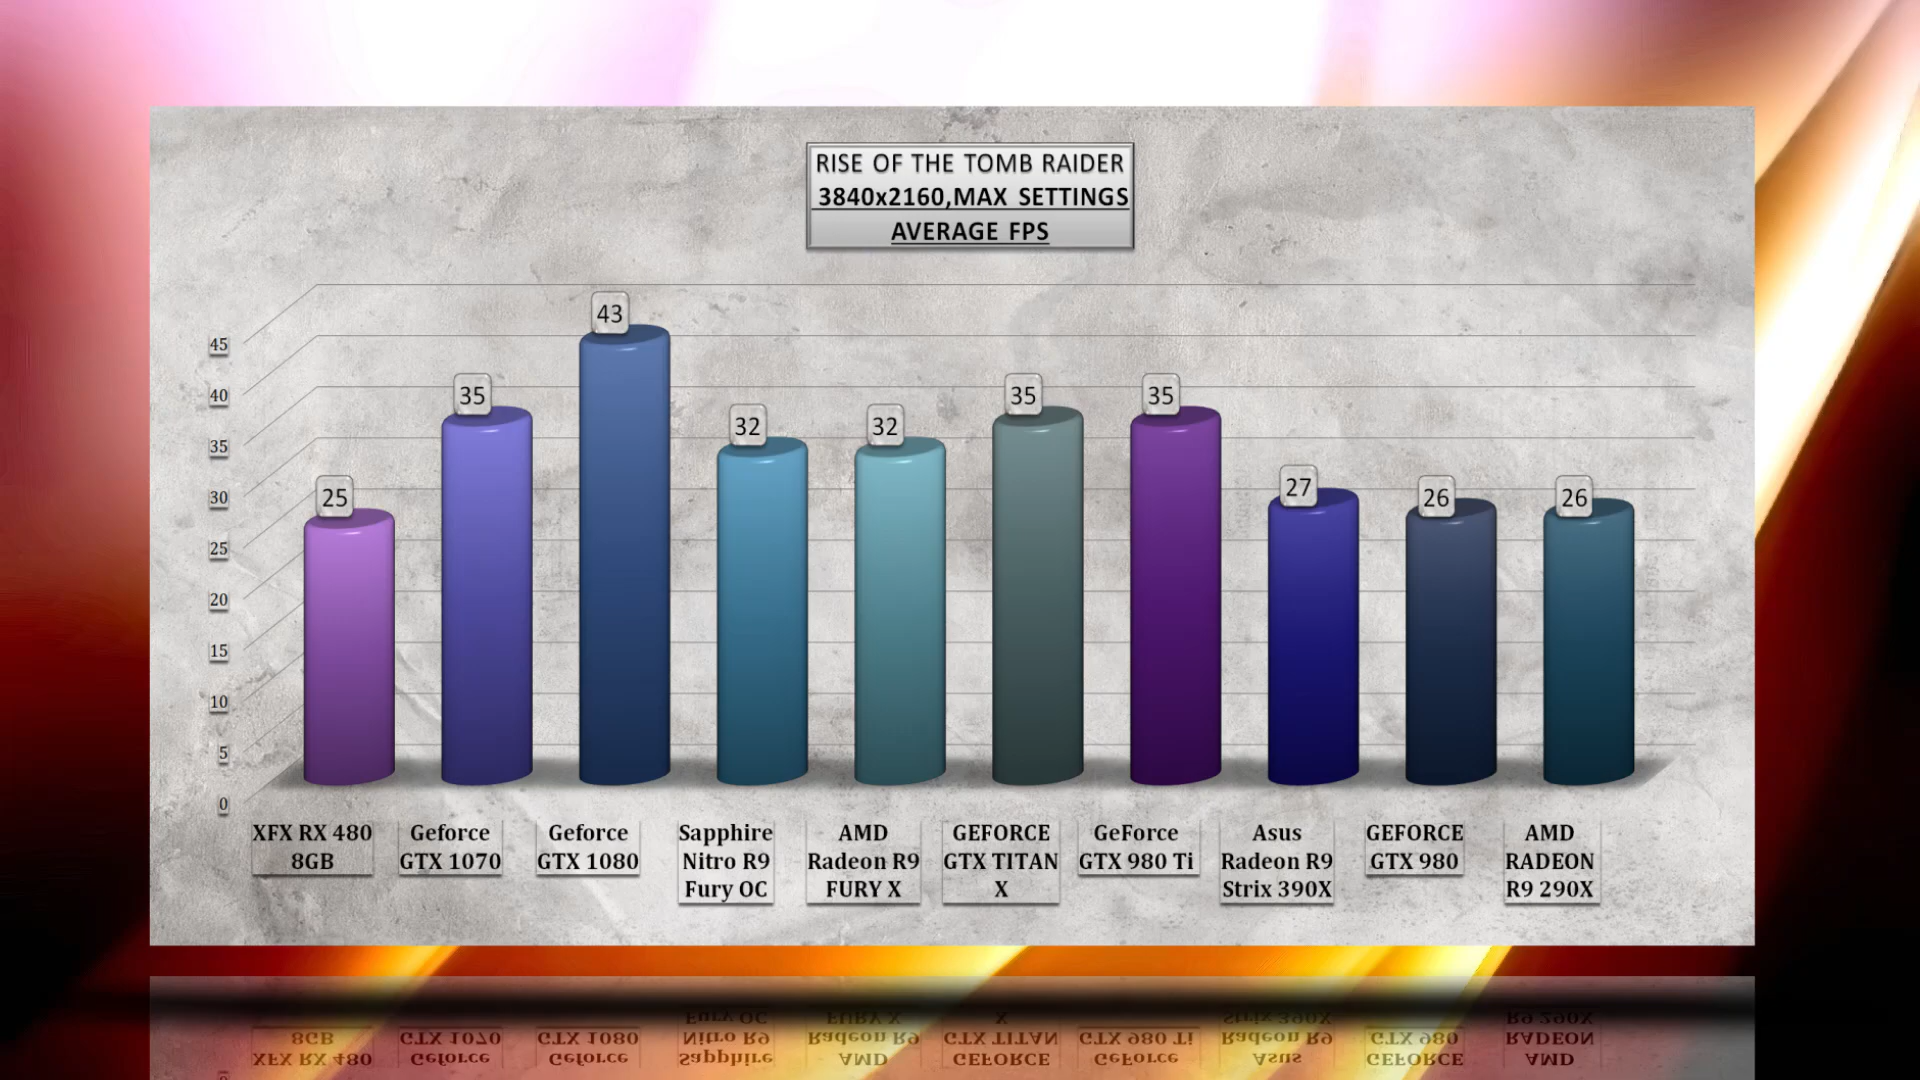 RISE OF THE TOMB RAIDER
3840x2160,MAX SETTINGS
AVERAGE FPS
45
40
35
30
25
20
15
10
5
0
25
35
43
32
32
35
35
27
26
26
XFX RX 480
8GB
Geforce
GTX 1070
Geforce
GTX 1080
Sapphire
Nitro R9
Fury OC
AMD
Radeon R9
FURY X
GEFORCE
GTX TITAN
X
GeForce
GTX 980 Ti
Asus
Radeon R9
Strix 390X
GEFORCE
GTX 980
AMD
RADEON
R9 290X